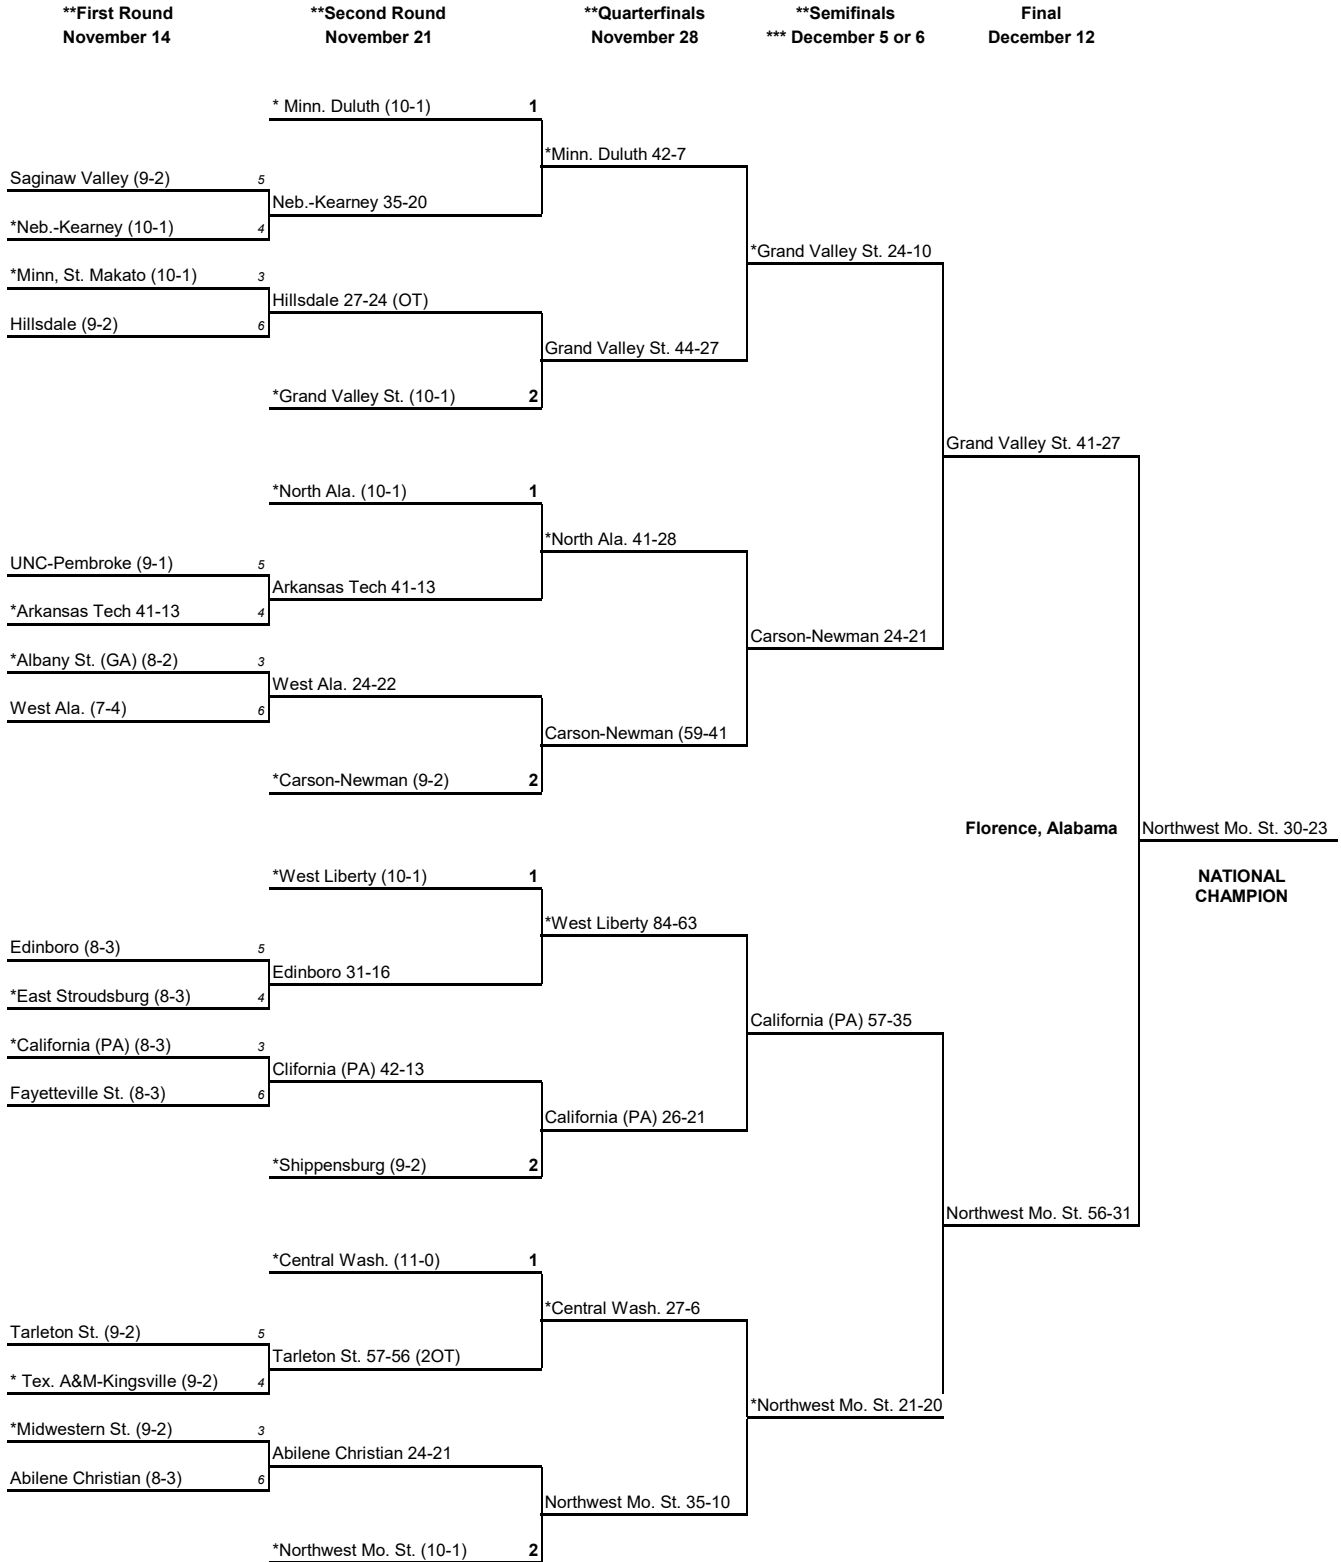 **First Round **Second Round **Quarterfinals **Semifinals Final
November 14 November 21 November 28 *** December 5 or 6 December 12
* Minn. Duluth (10-1) 1
*Minn. Duluth 42-7
Saginaw Valley (9-2) 5
Neb.-Kearney 35-20
*Neb.-Kearney (10-1) 4
*Grand Valley St. 24-10
*Minn, St. Makato (10-1) 3
Hillsdale 27-24 (OT)
Hillsdale (9-2) 6
Grand Valley St. 44-27
*Grand Valley St. (10-1) 2
Grand Valley St. 41-27
*North Ala. (10-1) 1
*North Ala. 41-28
UNC-Pembroke (9-1) 5
Arkansas Tech 41-13
*Arkansas Tech 41-13 4
Carson-Newman 24-21
*Albany St. (GA) (8-2) 3
West Ala. 24-22
West Ala. (7-4) 6
Carson-Newman (59-41
*Carson-Newman (9-2) 2
Florence, Alabama Northwest Mo. St. 30-23
*West Liberty (10-1) 1 NATIONAL
CHAMPION
*West Liberty 84-63
Edinboro (8-3) 5
Edinboro 31-16
*East Stroudsburg (8-3) 4
California (PA) 57-35
*California (PA) (8-3) 3
Clifornia (PA) 42-13
Fayetteville St. (8-3) 6
California (PA) 26-21
*Shippensburg (9-2) 2
Northwest Mo. St. 56-31
*Central Wash. (11-0) 1
*Central Wash. 27-6
Tarleton St. (9-2) 5
Tarleton St. 57-56 (2OT)
* Tex. A&M-Kingsville (9-2) 4
*Northwest Mo. St. 21-20
*Midwestern St. (9-2) 3
Abilene Christian 24-21
Abilene Christian (8-3) 6
Northwest Mo. St. 35-10
*Northwest Mo. St. (10-1) 2